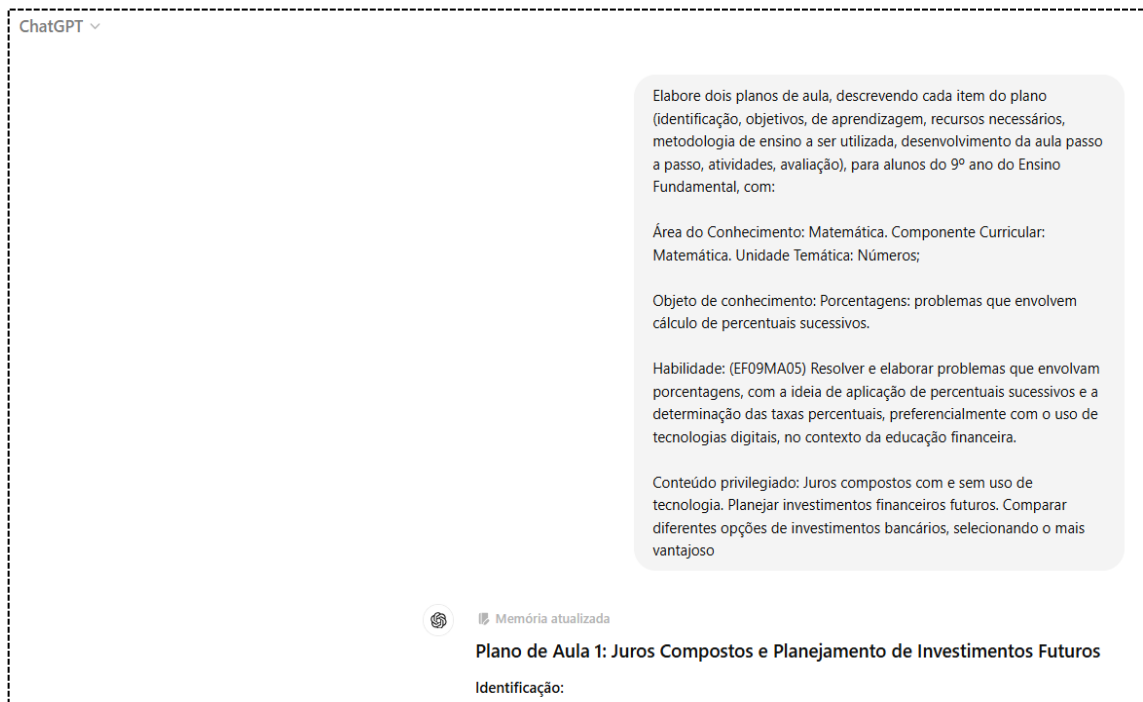 ChatGPT
Elabore dois planos de aula, descrevendo cada item do plano
(identificação, objetivos, de aprendizagem, recursos necessários,
metodologia de ensino a ser utilizada, desenvolvimento da aula passo
a passo, atividades, avaliação), para alunos do 9º ano do Ensino
Fundamental, com:
Área do Conhecimento: Matemática. Componente Curricular:
Matemática. Unidade Temática: Números;
Objeto de conhecimento: Porcentagens: problemas que envolvem
cálculo de percentuais sucessivos.
Habilidade: (EF09MA05) Resolver e elaborar problemas que envolvam
porcentagens, com a ideia de aplicação de percentuais sucessivos e a
determinação das taxas percentuais, preferencialmente com o uso de
tecnologias digitais, no contexto da educação financeira.
Conteúdo privilegiado: Juros compostos com e sem uso de
tecnologia. Planejar investimentos financeiros futuros. Comparar
diferentes opções de investimentos bancários, selecionando o mais
vantajoso
Memória atualizada
Plano de Aula 1: Juros Compostos e Planejamento de Investimentos Futuros
Identificação: